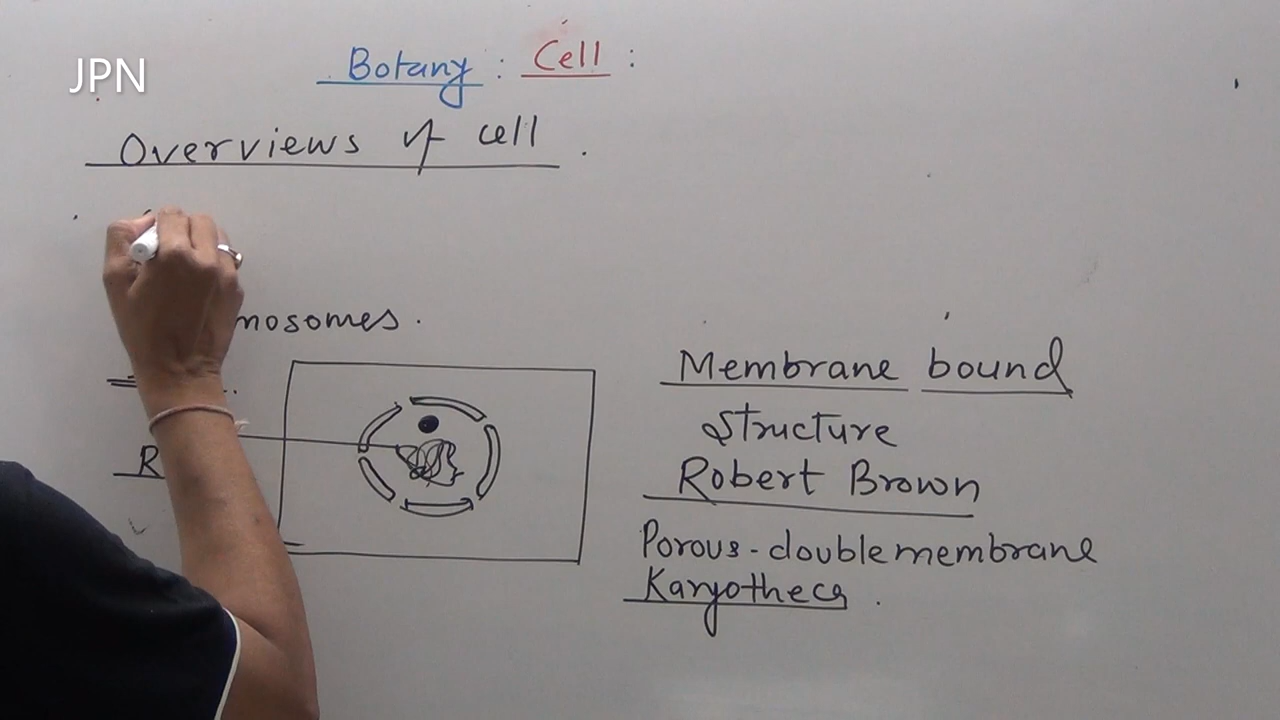 JPN
Botany : Cell :
Overviews of cell .
mosomes .
R
Membrane bound
Structure
Robert Brown
Porous - double membrane
Karyotheca .